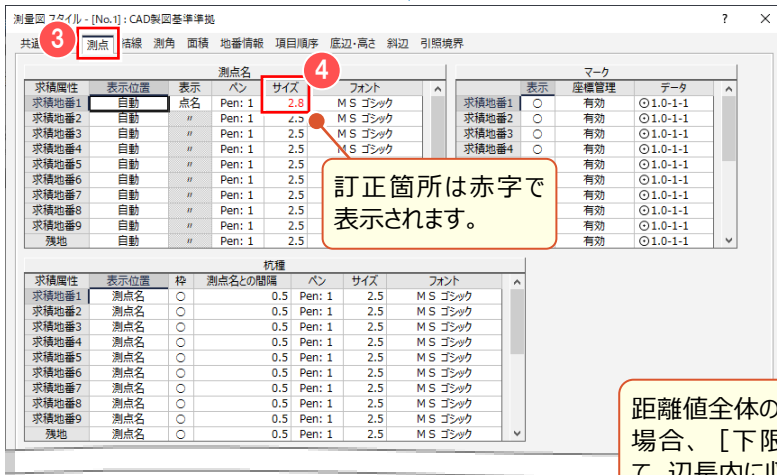 測量図 スタイル - [No.1] : CAD製図基準準拠 ? ×
3 測点 結線 測角 面積 地番情報 項目順序 底辺・高さ 斜辺 引照境界
測点名 4 マーク
求積属性 表示位置 表示 ペン サイズ フォント 表示 座標管理 データ
求積地番1 自動 点名 Pen: 1 2.8 MS ゴシック 求積地番1 ○ 有効 ⊙1.0-1-1
求積地番2 自動 〃 Pen: 1 2.5 MS ゴシック 求積地番2 ○ 有効 ⊙1.0-1-1
求積地番3 自動 〃 Pen: 1 2.5 MS ゴシック 求積地番3 ○ 有効 ⊙1.0-1-1
求積地番4 自動 〃 Pen: 1 2.5 MS ゴシック 求積地番4 ○ 有効 ⊙1.0-1-1
求積地番5 自動 〃 Pen: 1 2.5 有効 ⊙1.0-1-1
求積地番6 自動 〃 Pen: 1 2.5 有効 ⊙1.0-1-1
求積地番7 自動 〃 Pen: 1 2.5 有効 ⊙1.0-1-1
求積地番8 自動 〃 Pen: 1 2.5 有効 ⊙1.0-1-1
求積地番9 自動 〃 Pen: 1 2.5 有効 ⊙1.0-1-1
残地 自動 〃 Pen: 1 2.5 有効 ⊙1.0-1-1
訂正箇所は赤字で
表示されます。
杭種
求積属性 表示位置 枠 測点名との間隔 ペン サイズ フォント
求積地番1 測点名 ○ 0.5 Pen: 1 2.5 MS ゴシック
求積地番2 測点名 ○ 0.5 Pen: 1 2.5 MS ゴシック
求積地番3 測点名 ○ 0.5 Pen: 1 2.5 MS ゴシック
求積地番4 測点名 ○ 0.5 Pen: 1 2.5 MS ゴシック
求積地番5 測点名 ○ 0.5 Pen: 1 2.5 MS ゴシック
求積地番6 測点名 ○ 0.5 Pen: 1 2.5 MS ゴシック
求積地番7 測点名 ○ 0.5 Pen: 1 2.5 MS ゴシック
求積地番8 測点名 ○ 0.5 Pen: 1 2.5 MS ゴシック
求積地番9 測点名 ○ 0.5 Pen: 1 2.5 MS ゴシック
残地 測点名 ○ 0.5 Pen: 1 2.5 MS ゴシック
距離値全体の
場合、［下限